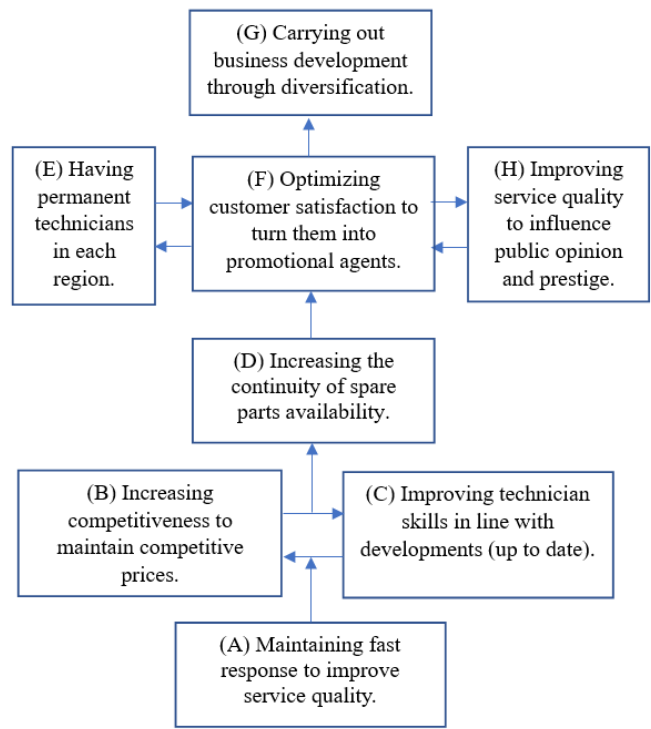 (G) Carrying out
business development
through diversification.
(E) Having
permanent
technicians
in each
region.
(F) Optimizing
customer satisfaction to
turn them into
promotional agents.
(H) Improving
service quality
to influence
public opinion
and prestige.
(D) Increasing the
continuity of spare
parts availability.
(B) Increasing
competitiveness to
maintain competitive
prices.
(C) Improving technician
skills in line with
developments (up to date).
(A) Maintaining fast
response to improve
service quality.